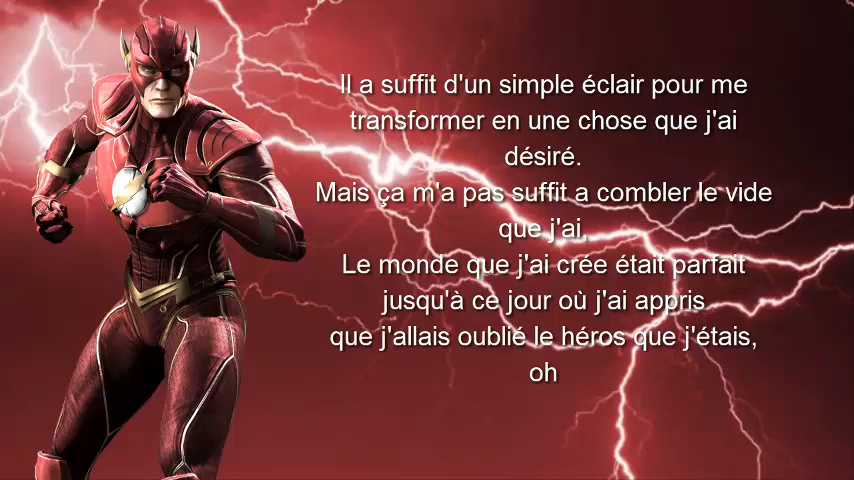 Il a suffit d'un simple éclair pour me
transformer en une chose que j'ai
désiré.
Mais ça m'a pas suffit a combler le vide
que j'ai,
Le monde que j'ai crée était parfait
jusqu'à ce jour où j'ai appris
que j'allais oublié le héros que j'étais,
oh